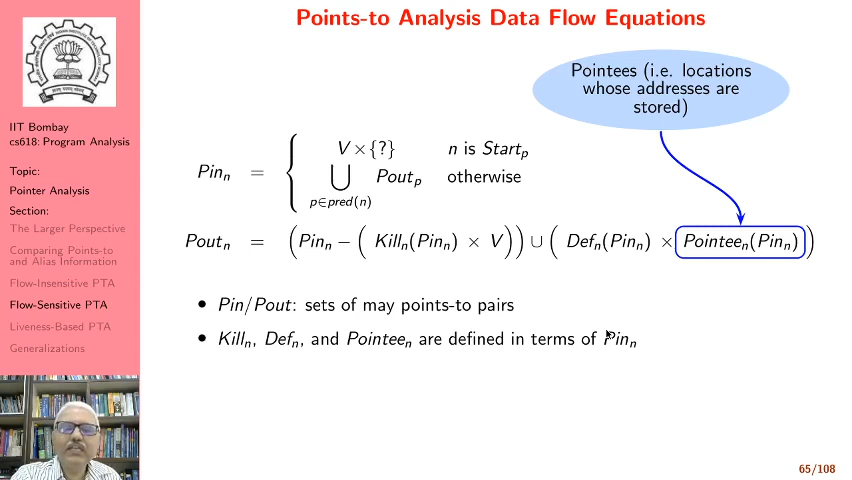 Points-to Analysis Data Flow Equations
IIT Bombay
cs618: Program Analysis
Topic:
Pointer Analysis
Section:
The Larger Perspective
Comparing Points-to
and Alias Information
Flow-Insensitive PTA
Flow-Sensitive PTA
Liveness-Based PTA
Generalizations
Pointees (i.e. locations
whose addresses are
stored)
Pin_n = { V × {?} n is Start_p
⋃_{p∈pred(n)} Pout_p otherwise
Pout_n = (Pin_n − (Kill_n(Pin_n) × V)) ∪ (Def_n(Pin_n) × Pointee_n(Pin_n))
• Pin/Pout: sets of may points-to pairs
• Kill_n, Def_n, and Pointee_n are defined in terms of Pin_n
65/108